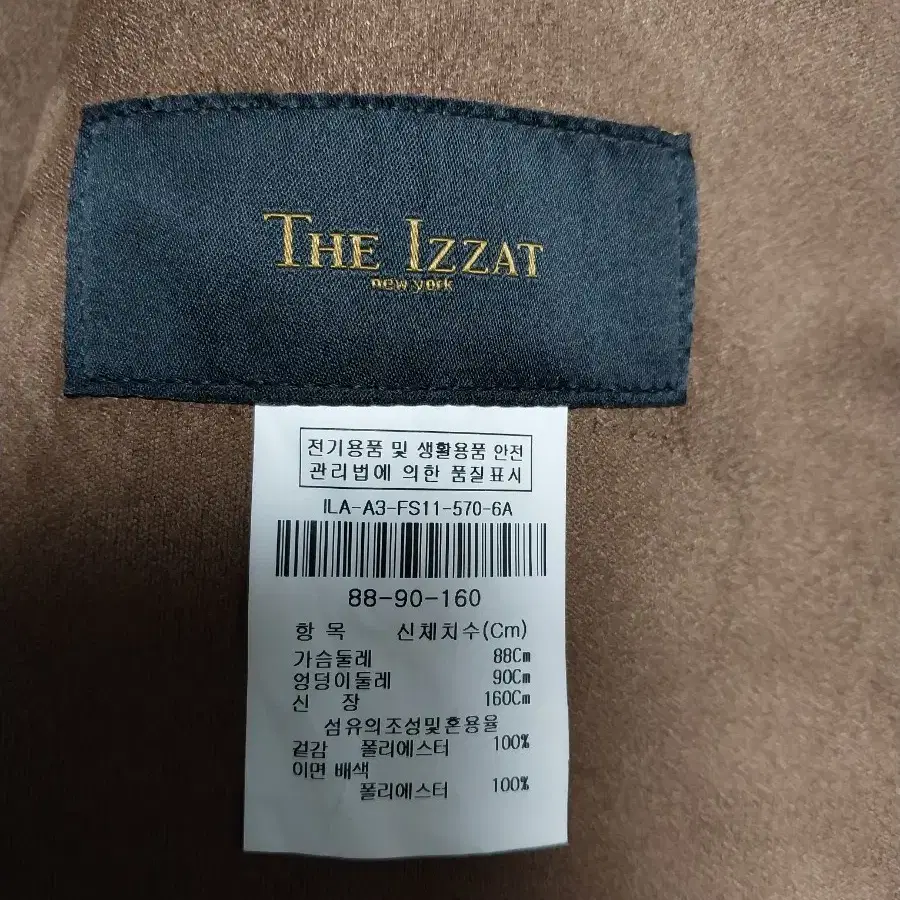 THE IZZAT
new york
전기용품 및 생활용품 안전
관리법에 의한 품질표시
ILA-A3-FS11-570-6A
88-90-160
항 목 신체치수(Cm)
가슴둘레 88Cm
엉덩이둘레 90Cm
신 장 160Cm
섬유의조성및혼용율
겉감 폴리에스터 100%
이면 배색
폴리에스터 100%